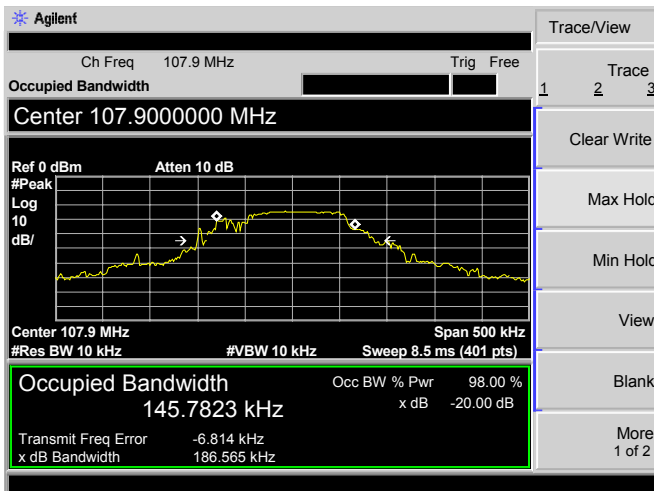 Agilent
Trace/View
Ch Freq 107.9 MHz Trig Free
Occupied Bandwidth
Trace
1 2 3
Center 107.9000000 MHz
Clear Write
Ref 0 dBm Atten 10 dB
#Peak
Log
10
dB/
Max Hold
Min Hold
View
Center 107.9 MHz Span 500 kHz
#Res BW 10 kHz #VBW 10 kHz Sweep 8.5 ms (401 pts)
Occupied Bandwidth Occ BW % Pwr 98.00 %
145.7823 kHz x dB -20.00 dB
Blank
Transmit Freq Error -6.814 kHz
x dB Bandwidth 186.565 kHz
More
1 of 2